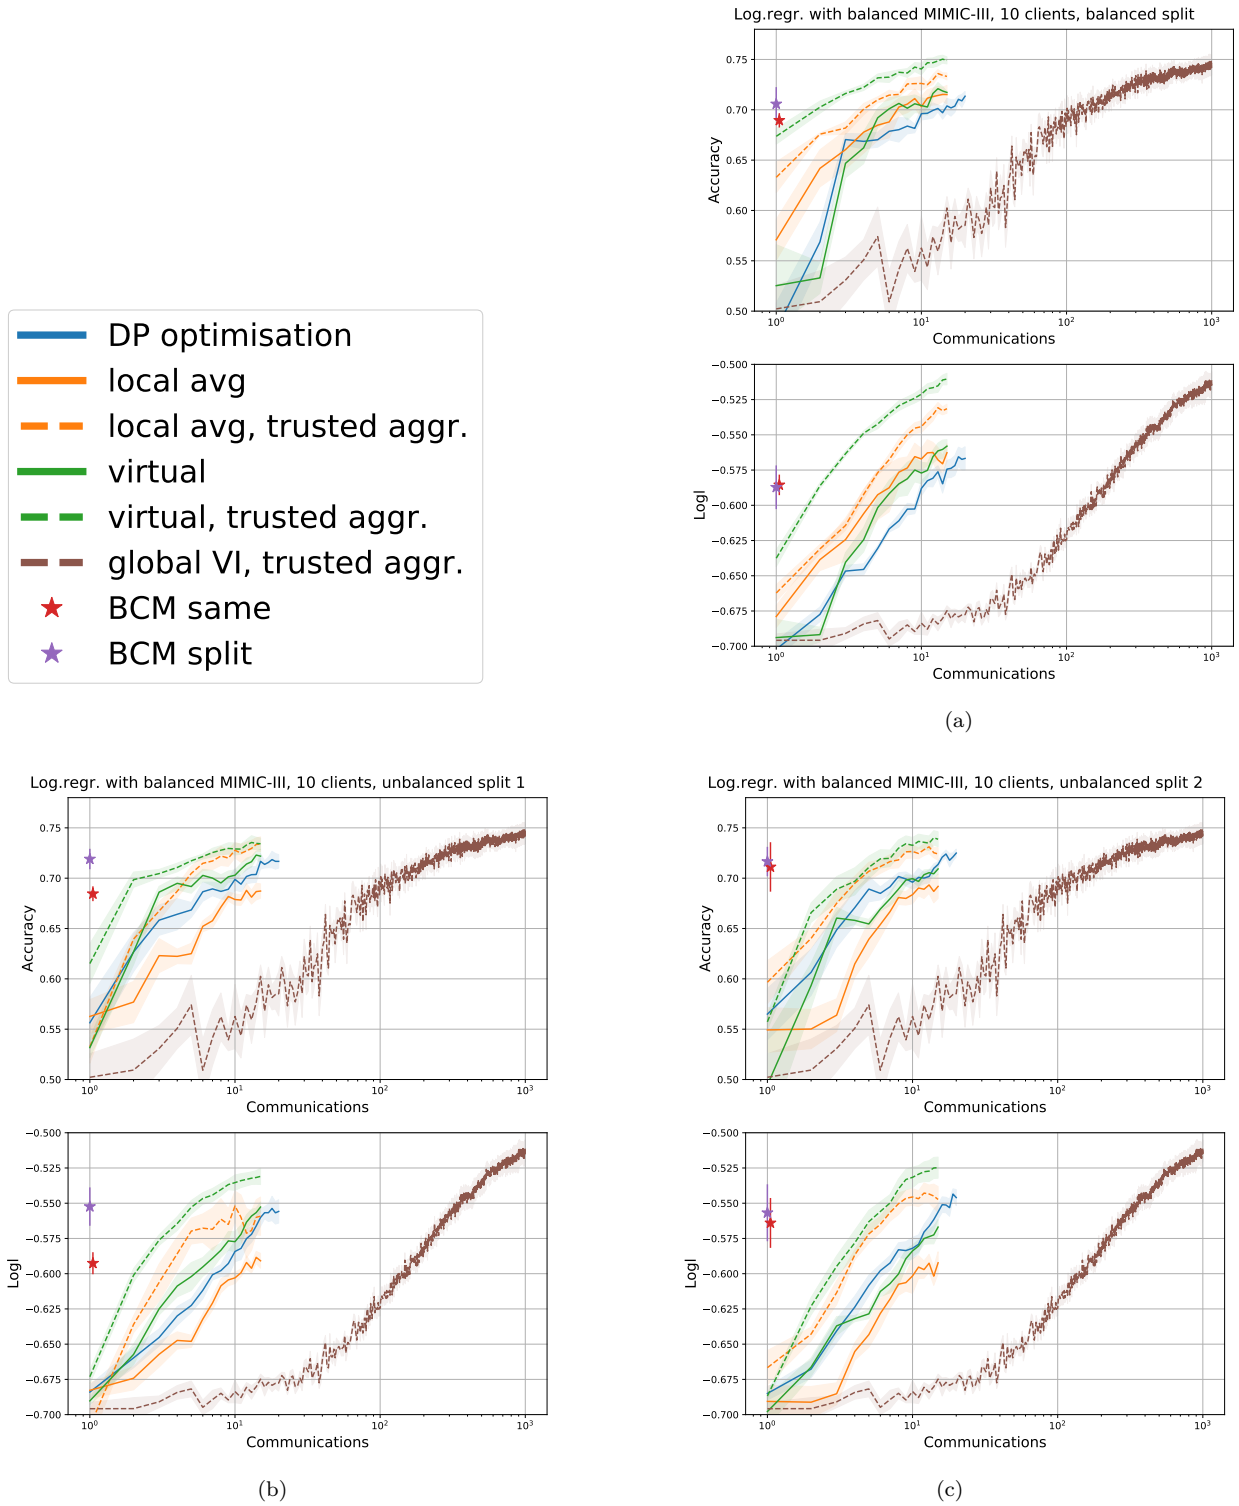 Log.regr. with balanced MIMIC-III, 10 clients, balanced split
0.75
0.70
0.65
0.60
0.55
0.50
Accuracy
10⁰ 10¹ 10² 10³
Communications
−0.500
−0.525
−0.550
−0.575
−0.600
−0.625
−0.650
−0.675
−0.700
Logl
10⁰ 10¹ 10² 10³
Communications
(a)
DP optimisation
local avg
local avg, trusted aggr.
virtual
virtual, trusted aggr.
global VI, trusted aggr.
BCM same
BCM split
Log.regr. with balanced MIMIC-III, 10 clients, unbalanced split 1
0.75
0.70
0.65
0.60
0.55
0.50
Accuracy
10⁰ 10¹ 10² 10³
Communications
−0.500
−0.525
−0.550
−0.575
−0.600
−0.625
−0.650
−0.675
−0.700
Logl
10⁰ 10¹ 10² 10³
Communications
(b)
Log.regr. with balanced MIMIC-III, 10 clients, unbalanced split 2
0.75
0.70
0.65
0.60
0.55
0.50
Accuracy
10⁰ 10¹ 10² 10³
Communications
−0.500
−0.525
−0.550
−0.575
−0.600
−0.625
−0.650
−0.675
−0.700
Logl
10⁰ 10¹ 10² 10³
Communications
(c)